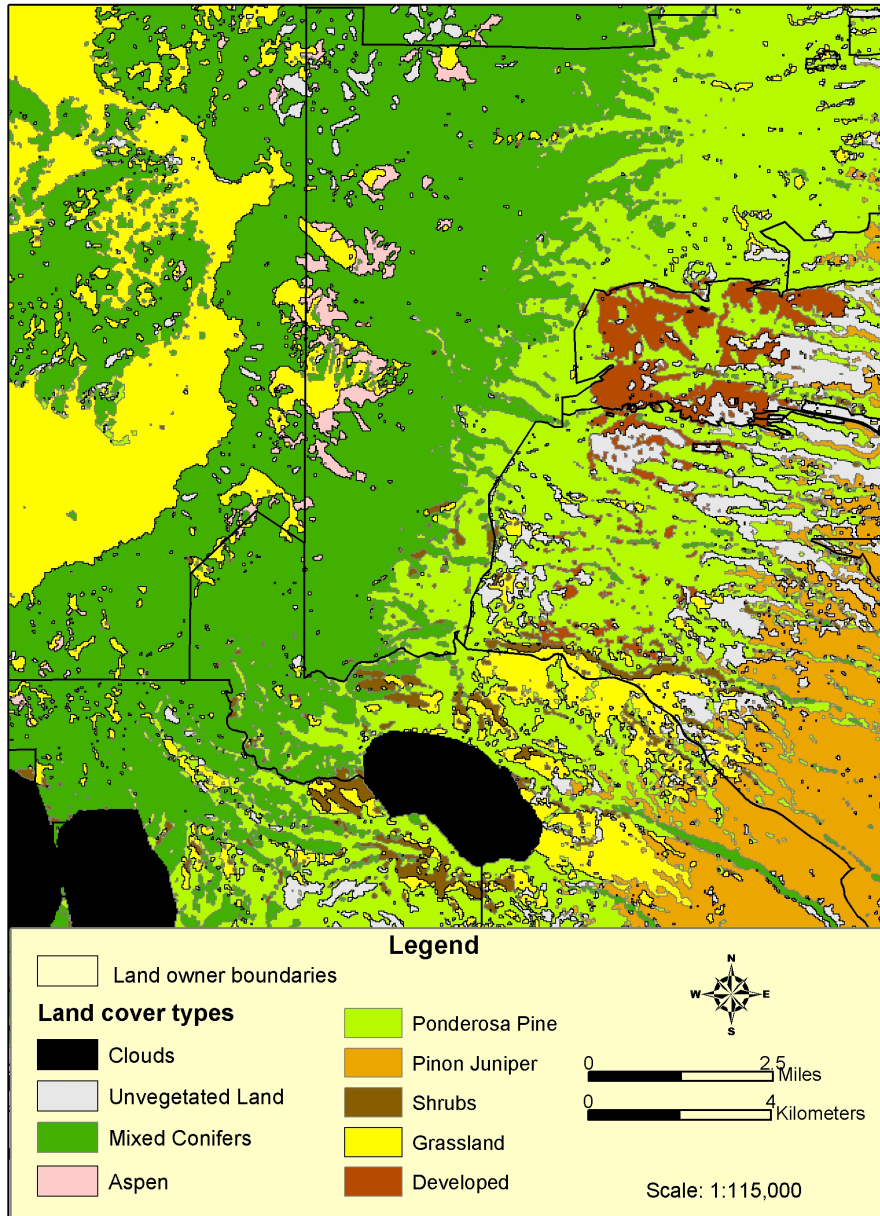 Legend
Land owner boundaries
Land cover types
Clouds
Unvegetated Land
Mixed Conifers
Aspen
Ponderosa Pine
Pinon Juniper
Shrubs
Grassland
Developed
N
W E
S
0 2.5
Miles
0 4
Kilometers
Scale: 1:115,000